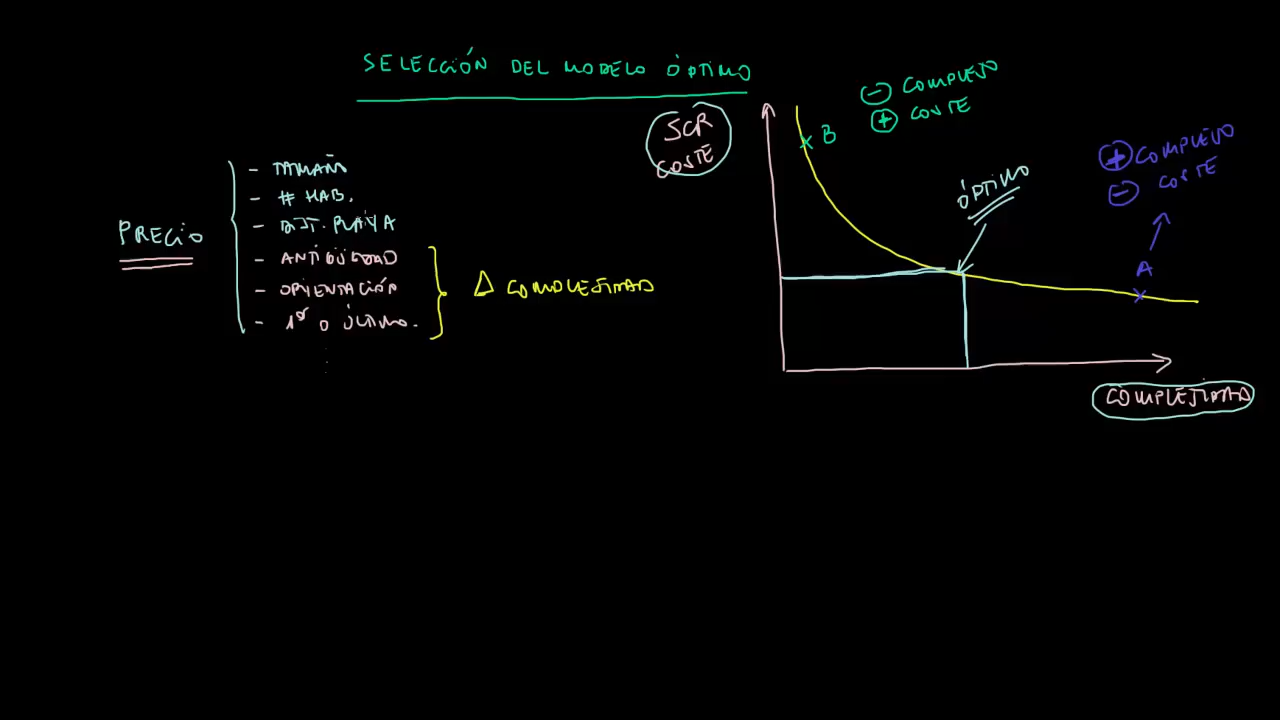 SELECCIÓN DEL MODELO ÓPTIMO
PRECIO
- TAMAÑO
- # HAB.
- DIST. PLAYA
- ANTIGÜEDAD
- ORIENTACIÓN
- 1º O ÚLTIMO.
Δ COMPLEJIDAD
SCR
COSTE
B
- COMPLEJO
+ COSTE
ÓPTIMO
+ COMPLEJO
- COSTE
A
COMPLEJIDAD